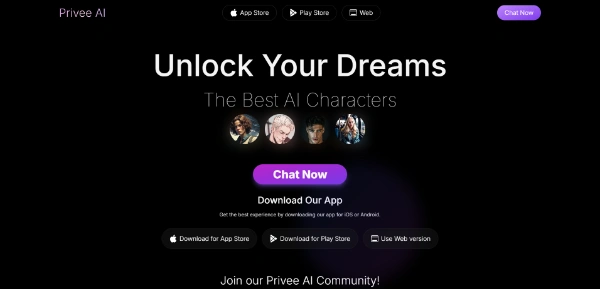 Privee AI
App Store
Play Store
Web
Chat Now
Unlock Your Dreams
The Best AI Characters
Chat Now
Download Our App
Get the best experience by downloading our app for iOS or Android.
Download for App Store
Download for Play Store
Use Web version
Join our Privee AI Community!